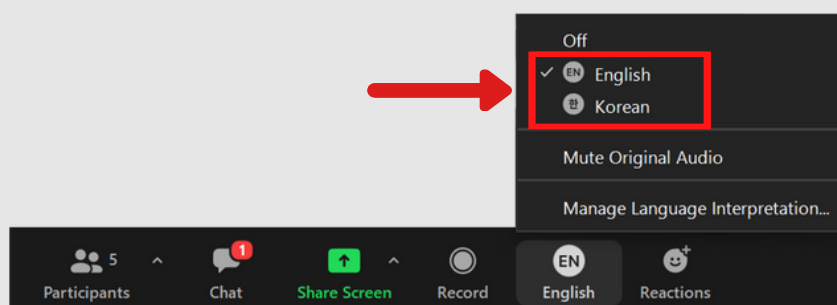 Off
EN English
한 Korean
Mute Original Audio
Manage Language Interpretation...
5
1
EN
Participants
Chat
Share Screen
Record
English
Reactions